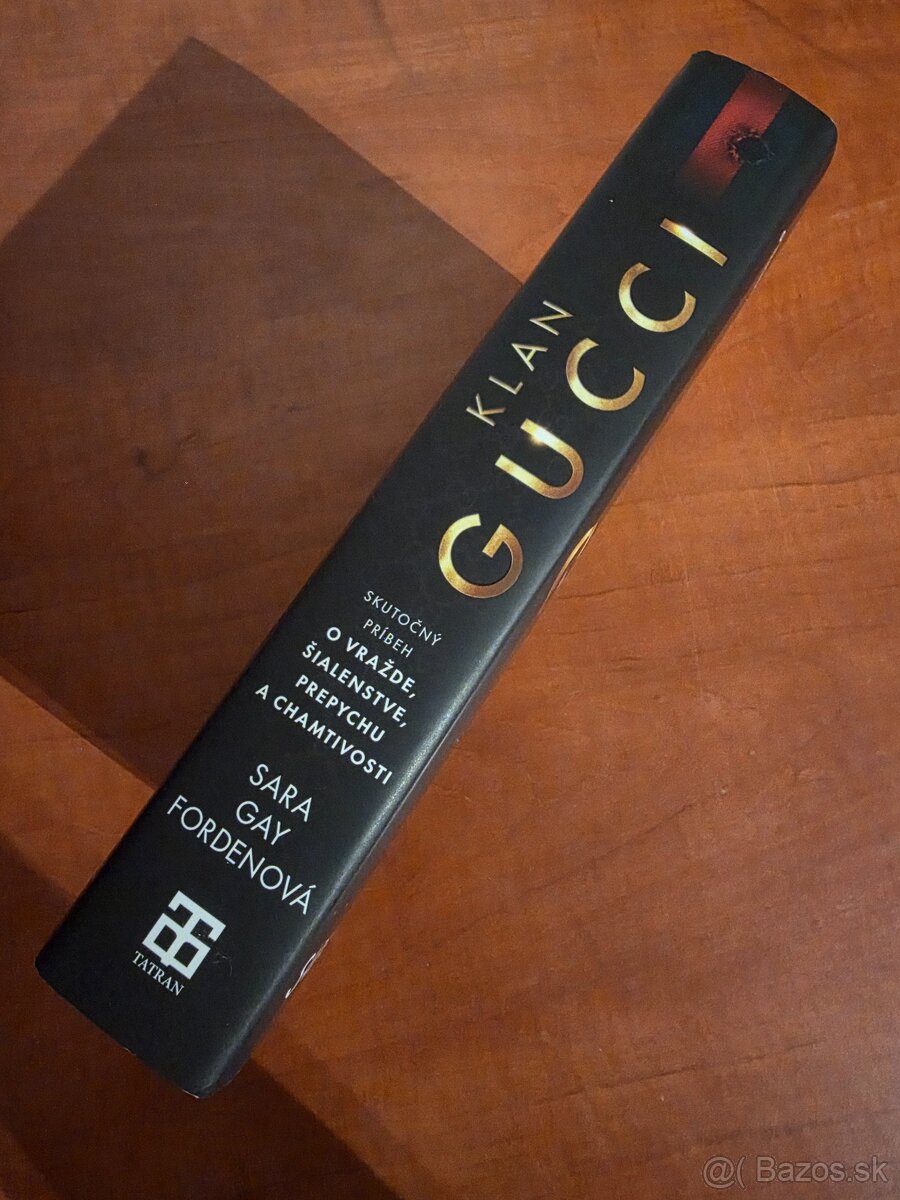 KLAN
GUCCI
SKUTOČNÝ
PRÍBEH
O VRAŽDE,
ŠIALENSTVE,
PREPYCHU
A CHAMTIVOSTI
SARA
GAY
FORDENOVÁ
TATRAN
@( Bazos.sk